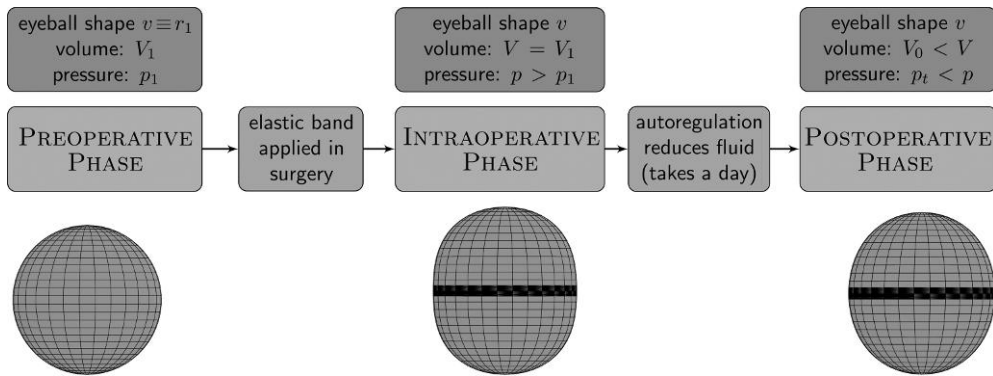 eyeball shape v ≡ r₁
volume: V₁
pressure: p₁
eyeball shape v
volume: V = V₁
pressure: p > p₁
eyeball shape v
volume: V₀ < V
pressure: pₜ < p
PREOPERATIVE
PHASE
elastic band
applied in
surgery
INTRAOPERATIVE
PHASE
autoregulation
reduces fluid
(takes a day)
POSTOPERATIVE
PHASE